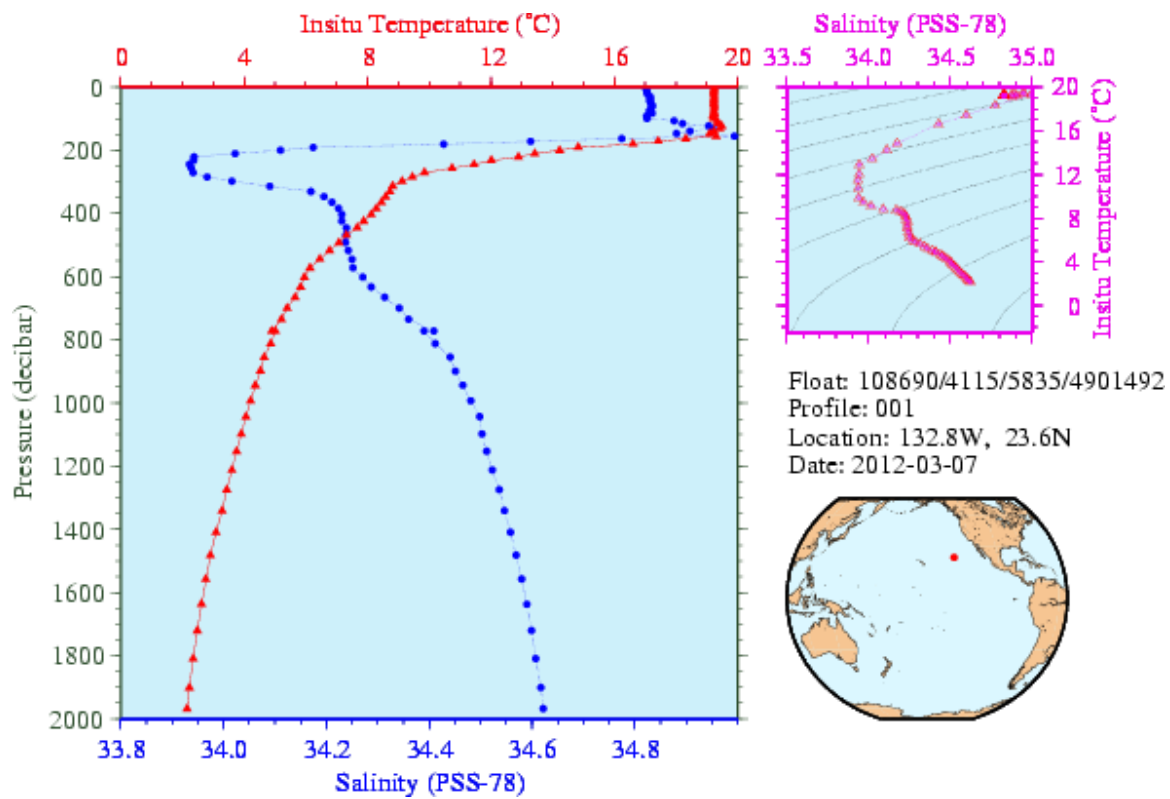 Insitu Temperature (°C)
0 4 8 12 16 20
0
200
400
600
800
1000
1200
1400
1600
1800
2000
Pressure (decibar)
33.8 34.0 34.2 34.4 34.6 34.8
Salinity (PSS-78)
Salinity (PSS-78)
33.5 34.0 34.5 35.0
20
16
12
8
4
0
Insitu Temperature (°C)
Float: 108690/4115/5835/4901492
Profile: 001
Location: 132.8W, 23.6N
Date: 2012-03-07